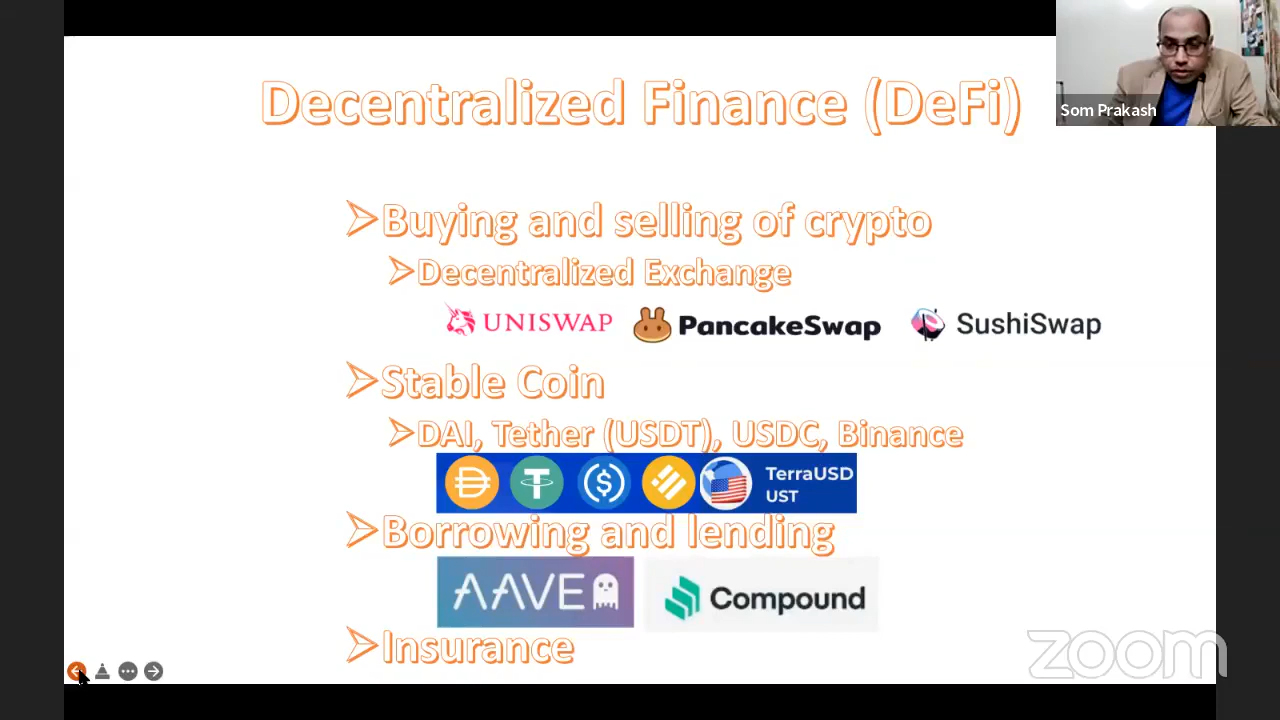 Decentralized Finance (DeFi)
Som Prakash
Buying and selling of crypto
Decentralized Exchange
UNISWAP PancakeSwap SushiSwap
Stable Coin
DAI, Tether (USDT), USDC, Binance
TerraUSD
UST
Borrowing and lending
AAVE Compound
Insurance
zoom